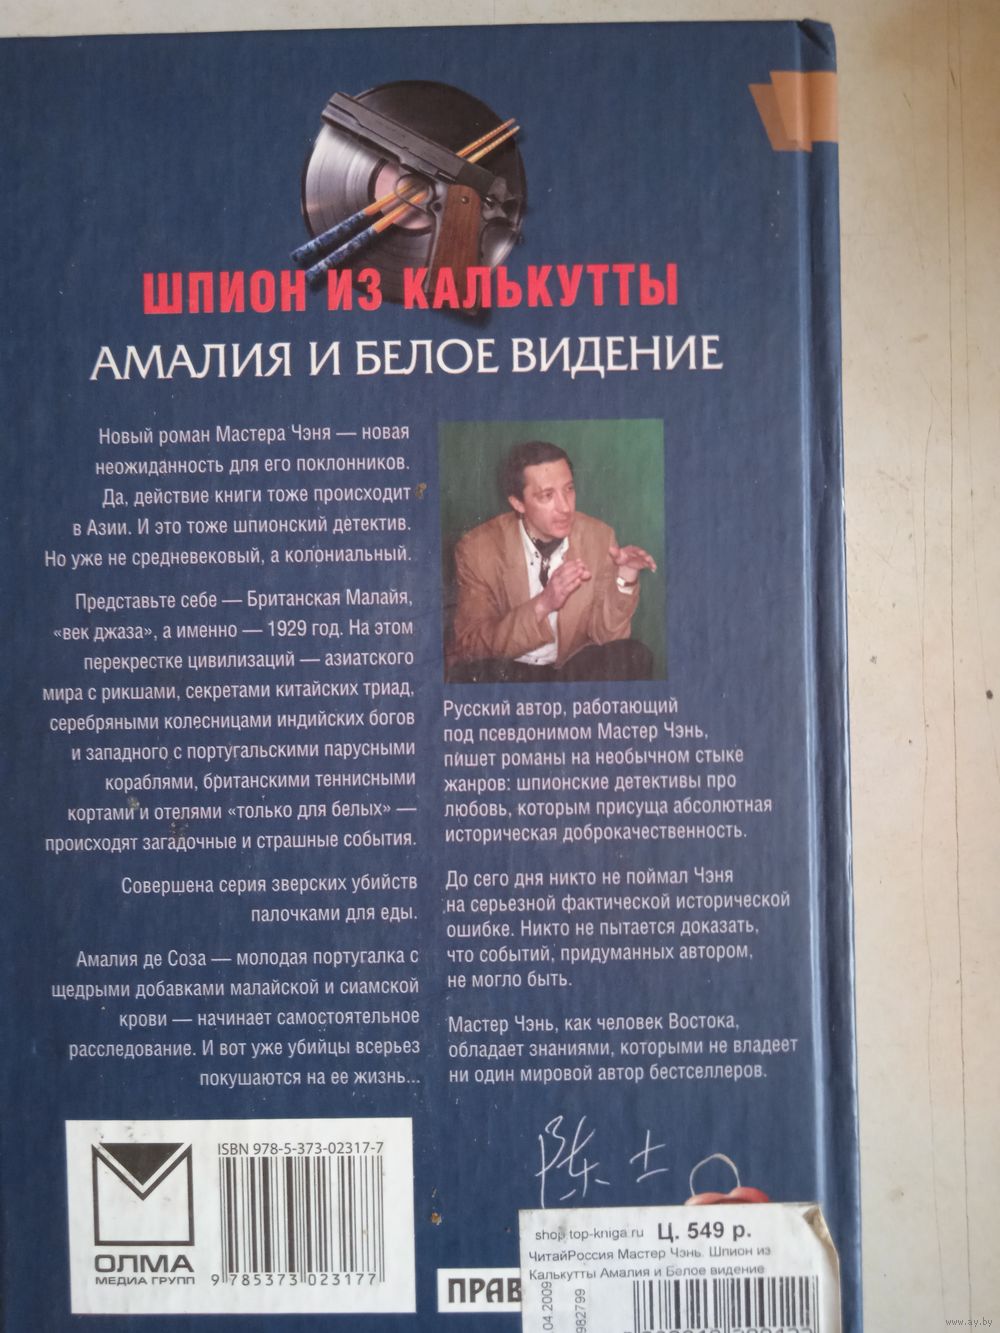 ШПИОН ИЗ КАЛЬКУТТЫ
АМАЛИЯ И БЕЛОЕ ВИДЕНИЕ
Новый роман Мастера Чэня — новая
неожиданность для его поклонников.
Да, действие книги тоже происходит
в Азии. И это тоже шпионский детектив.
Но уже не средневековый, а колониальный.
Представьте себе — Британская Малайя,
«век джаза», а именно — 1929 год. На этом
перекрестке цивилизаций — азиатского
мира с рикшами, секретами китайских триад,
серебряными колесницами индийских богов
и западного с португальскими парусными
кораблями, британскими теннисными
кортами и отелями «только для белых» —
происходят загадочные и страшные события.
Совершена серия зверских убийств
палочками для еды.
Амалия де Соза — молодая португалка с
щедрыми добавками малайской и сиамской
крови — начинает самостоятельное
расследование. И вот уже убийцы всерьез
покушаются на ее жизнь...
Русский автор, работающий
под псевдонимом Мастер Чэнь,
пишет романы на необычном стыке
жанров: шпионские детективы про
любовь, которым присуща абсолютная
историческая доброкачественность.
До сего дня никто не поймал Чэня
на серьезной фактической исторической
ошибке. Никто не пытается доказать,
что событий, придуманных автором,
не могло быть.
Мастер Чэнь, как человек Востока,
обладает знаниями, которыми не владеет
ни один мировой автор бестселлеров.
陈士
ISBN 978-5-373-02317-7
9 785373 023177
ОЛМА
МЕДИА ГРУПП
ПРАВ
shop.top-kniga.ru Ц. 549 р.
ЧитайРоссия Мастер Чэнь. Шпион из
Калькутты Амалия и Белое видение
.04.2009
982799
www.ay.by